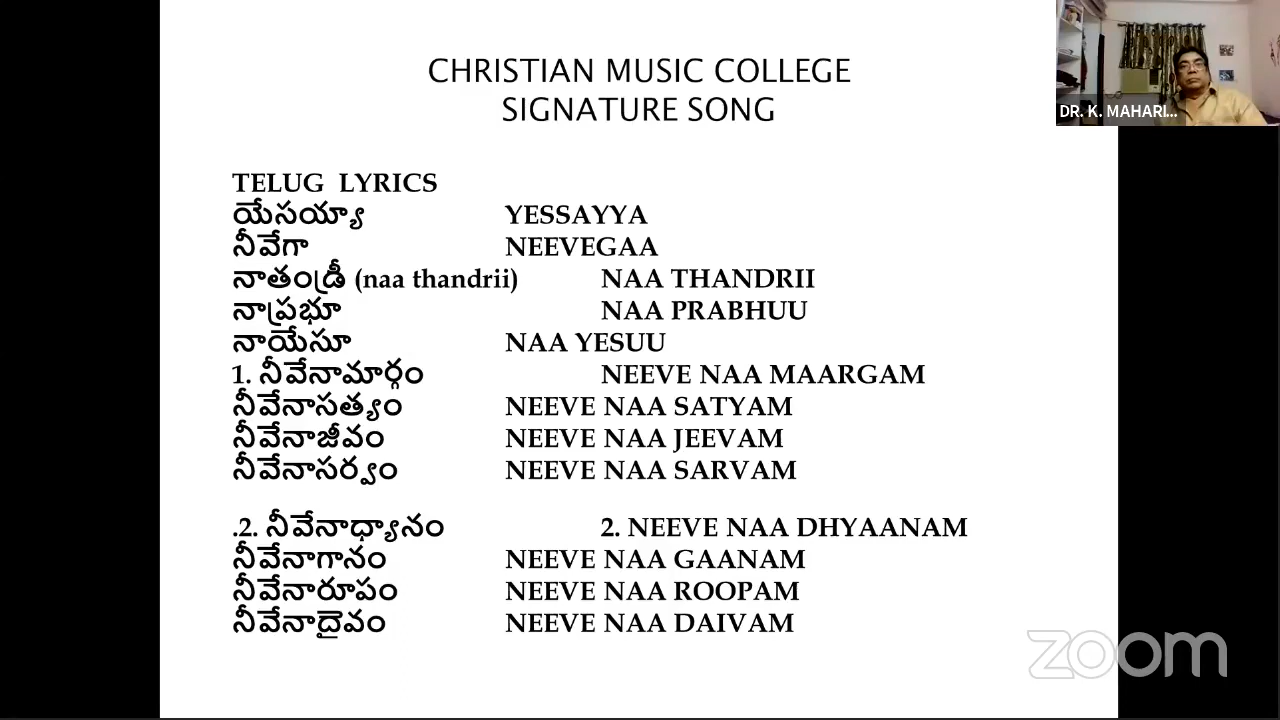 CHRISTIAN MUSIC COLLEGE
SIGNATURE SONG
DR. K. MAHARI...
TELUG LYRICS
యేసయ్యా YESSAYYA
నీవేగా NEEVEGAA
నాతండ్రీ (naa thandrii) NAA THANDRII
నాప్రభూ NAA PRABHUU
నాయేసూ NAA YESUU
1. నీవేనామార్గం NEEVE NAA MAARGAM
నీవేనాసత్యం NEEVE NAA SATYAM
నీవేనాజీవం NEEVE NAA JEEVAM
నీవేనాసర్వం NEEVE NAA SARVAM
.2. నీవేనాధ్యానం 2. NEEVE NAA DHYAANAM
నీవేనాగానం NEEVE NAA GAANAM
నీవేనారూపం NEEVE NAA ROOPAM
నీవేనాదైవం NEEVE NAA DAIVAM
zoom